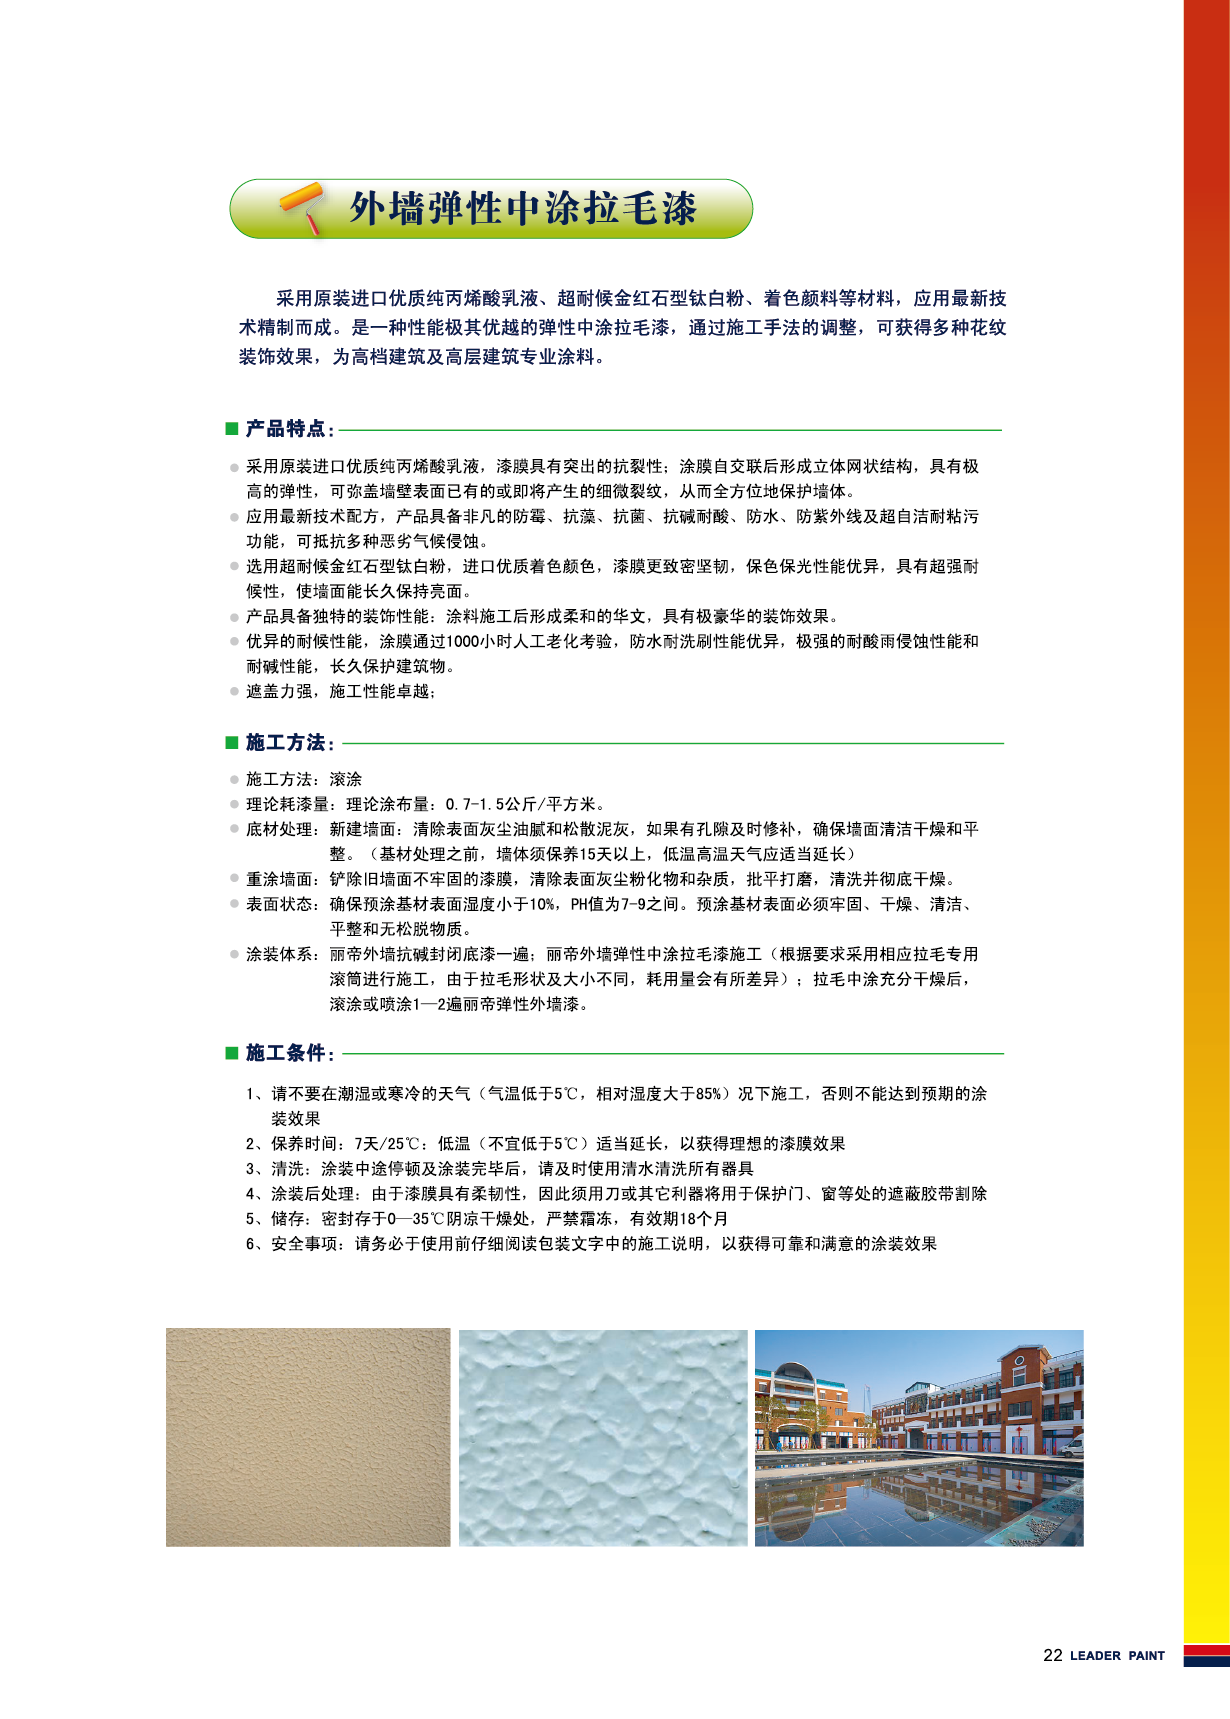 外墙弹性中涂拉毛漆
采用原装进口优质纯丙烯酸乳液、超耐候金红石型钛白粉、着色颜料等材料，应用最新技
术精制而成。是一种性能极其优越的弹性中涂拉毛漆，通过施工手法的调整，可获得多种花纹
装饰效果，为高档建筑及高层建筑专业涂料。
产品特点：
采用原装进口优质纯丙烯酸乳液，漆膜具有突出的抗裂性；涂膜自交联后形成立体网状结构，具有极
高的弹性，可弥盖墙壁表面已有的或即将产生的细微裂纹，从而全方位地保护墙体。
应用最新技术配方，产品具备非凡的防霉、抗藻、抗菌、抗碱耐酸、防水、防紫外线及超自洁耐粘污
功能，可抵抗多种恶劣气候侵蚀。
选用超耐候金红石型钛白粉，进口优质着色颜色，漆膜更致密坚韧，保色保光性能优异，具有超强耐
候性，使墙面能长久保持亮面。
产品具备独特的装饰性能：涂料施工后形成柔和的华文，具有极豪华的装饰效果。
优异的耐候性能，涂膜通过1000小时人工老化考验，防水耐洗刷性能优异，极强的耐酸雨侵蚀性能和
耐碱性能，长久保护建筑物。
遮盖力强，施工性能卓越；
施工方法：
施工方法：滚涂
理论耗漆量：理论涂布量：0.7-1.5公斤/平方米。
底材处理：新建墙面：清除表面灰尘油腻和松散泥灰，如果有孔隙及时修补，确保墙面清洁干燥和平
整。（基材处理之前，墙体须保养15天以上，低温高温天气应适当延长）
重涂墙面：铲除旧墙面不牢固的漆膜，清除表面灰尘粉化物和杂质，批平打磨，清洗并彻底干燥。
表面状态：确保预涂基材表面湿度小于10%，PH值为7-9之间。预涂基材表面必须牢固、干燥、清洁、
平整和无松脱物质。
涂装体系：丽帝外墙抗碱封闭底漆一遍；丽帝外墙弹性中涂拉毛漆施工（根据要求采用相应拉毛专用
滚筒进行施工，由于拉毛形状及大小不同，耗用量会有所差异）；拉毛中涂充分干燥后，
滚涂或喷涂1—2遍丽帝弹性外墙漆。
施工条件：
1、请不要在潮湿或寒冷的天气（气温低于5℃，相对湿度大于85%）况下施工，否则不能达到预期的涂
装效果
2、保养时间：7天/25℃：低温（不宜低于5℃）适当延长，以获得理想的漆膜效果
3、清洗：涂装中途停顿及涂装完毕后，请及时使用清水清洗所有器具
4、涂装后处理：由于漆膜具有柔韧性，因此须用刀或其它利器将用于保护门、窗等处的遮蔽胶带割除
5、储存：密封存于0—35℃阴凉干燥处，严禁霜冻，有效期18个月
6、安全事项：请务必于使用前仔细阅读包装文字中的施工说明，以获得可靠和满意的涂装效果
22 LEADER PAINT